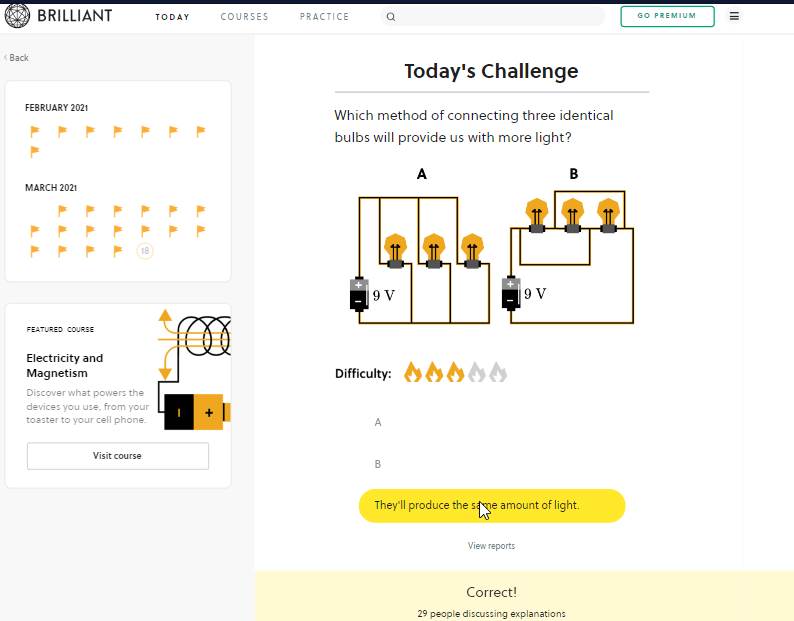 BRILLIANT
TODAY
COURSES
PRACTICE
GO PREMIUM
‹ Back
FEBRUARY 2021
MARCH 2021
18
FEATURED COURSE
Electricity and
Magnetism
Discover what powers the
devices you use, from your
toaster to your cell phone.
Visit course
Today's Challenge
Which method of connecting three identical
bulbs will provide us with more light?
A
B
+
−
9 V
+
−
9 V
Difficulty:
A
B
They'll produce the same amount of light.
View reports
Correct!
29 people discussing explanations